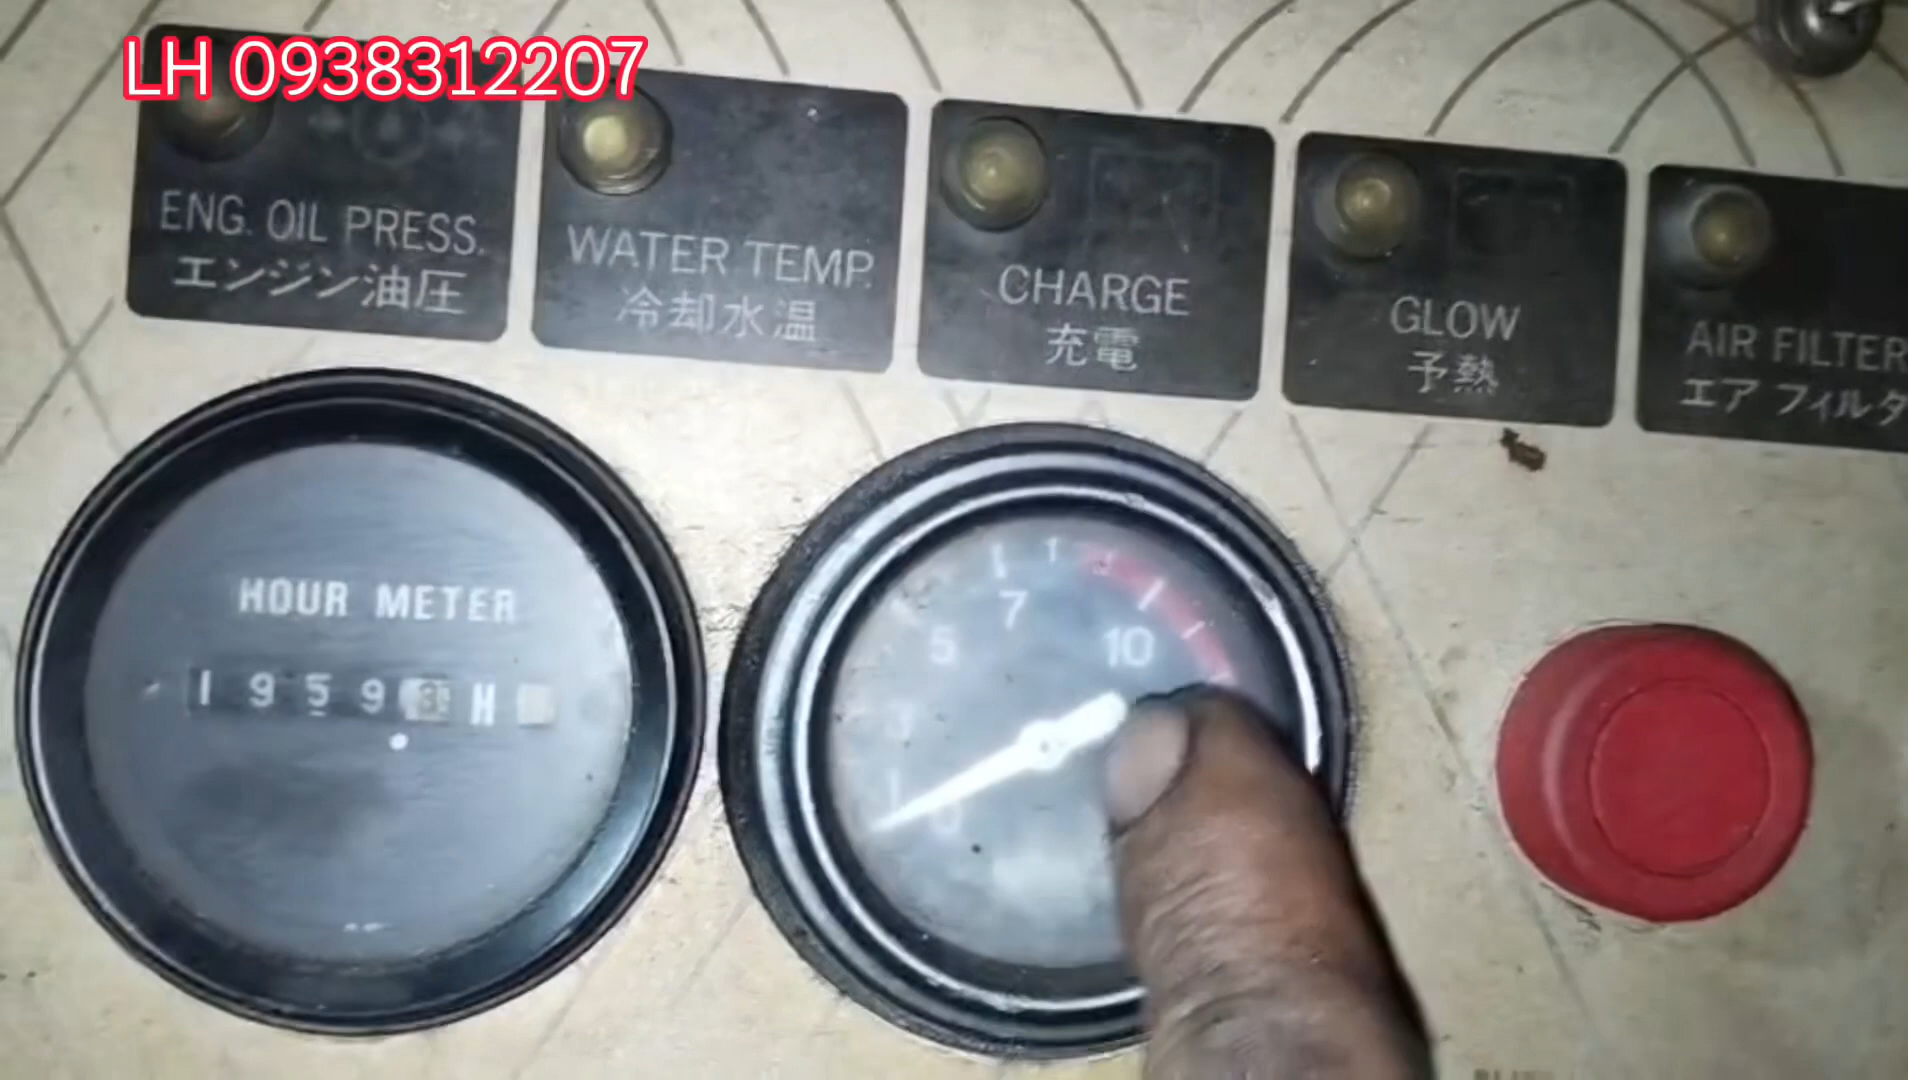 LH 0938312207
ENG. OIL PRESS.
エンジン油圧
WATER TEMP.
冷却水温
CHARGE
充電
GLOW
予熱
AIR FILTER
エア フィルタ
HOUR METER
1 9 5 9 3 H
5
7
10
0